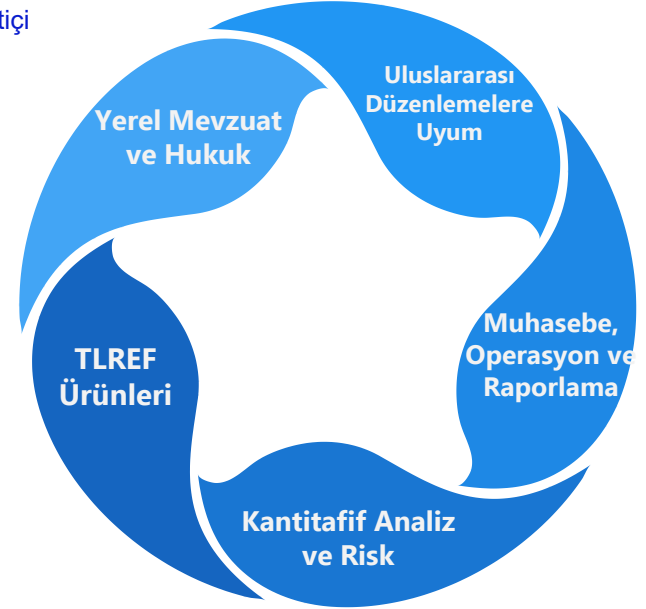 tiçi
Uluslararası
Düzenlemelere
Uyum
Yerel Mevzuat
ve Hukuk
Muhasebe,
Operasyon ve
Raporlama
TLREF
Ürünleri
Kantitafif Analiz
ve Risk